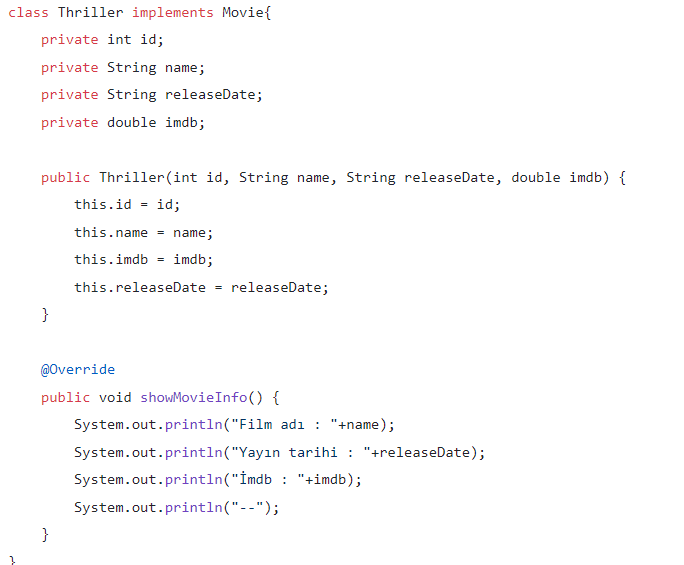 class Thriller implements Movie{
    private int id;
    private String name;
    private String releaseDate;
    private double imdb;

    public Thriller(int id, String name, String releaseDate, double imdb) {
        this.id = id;
        this.name = name;
        this.imdb = imdb;
        this.releaseDate = releaseDate;
    }

    @Override
    public void showMovieInfo() {
        System.out.println("Film adı : "+name);
        System.out.println("Yayın tarihi : "+releaseDate);
        System.out.println("İmdb : "+imdb);
        System.out.println("--");
    }
}